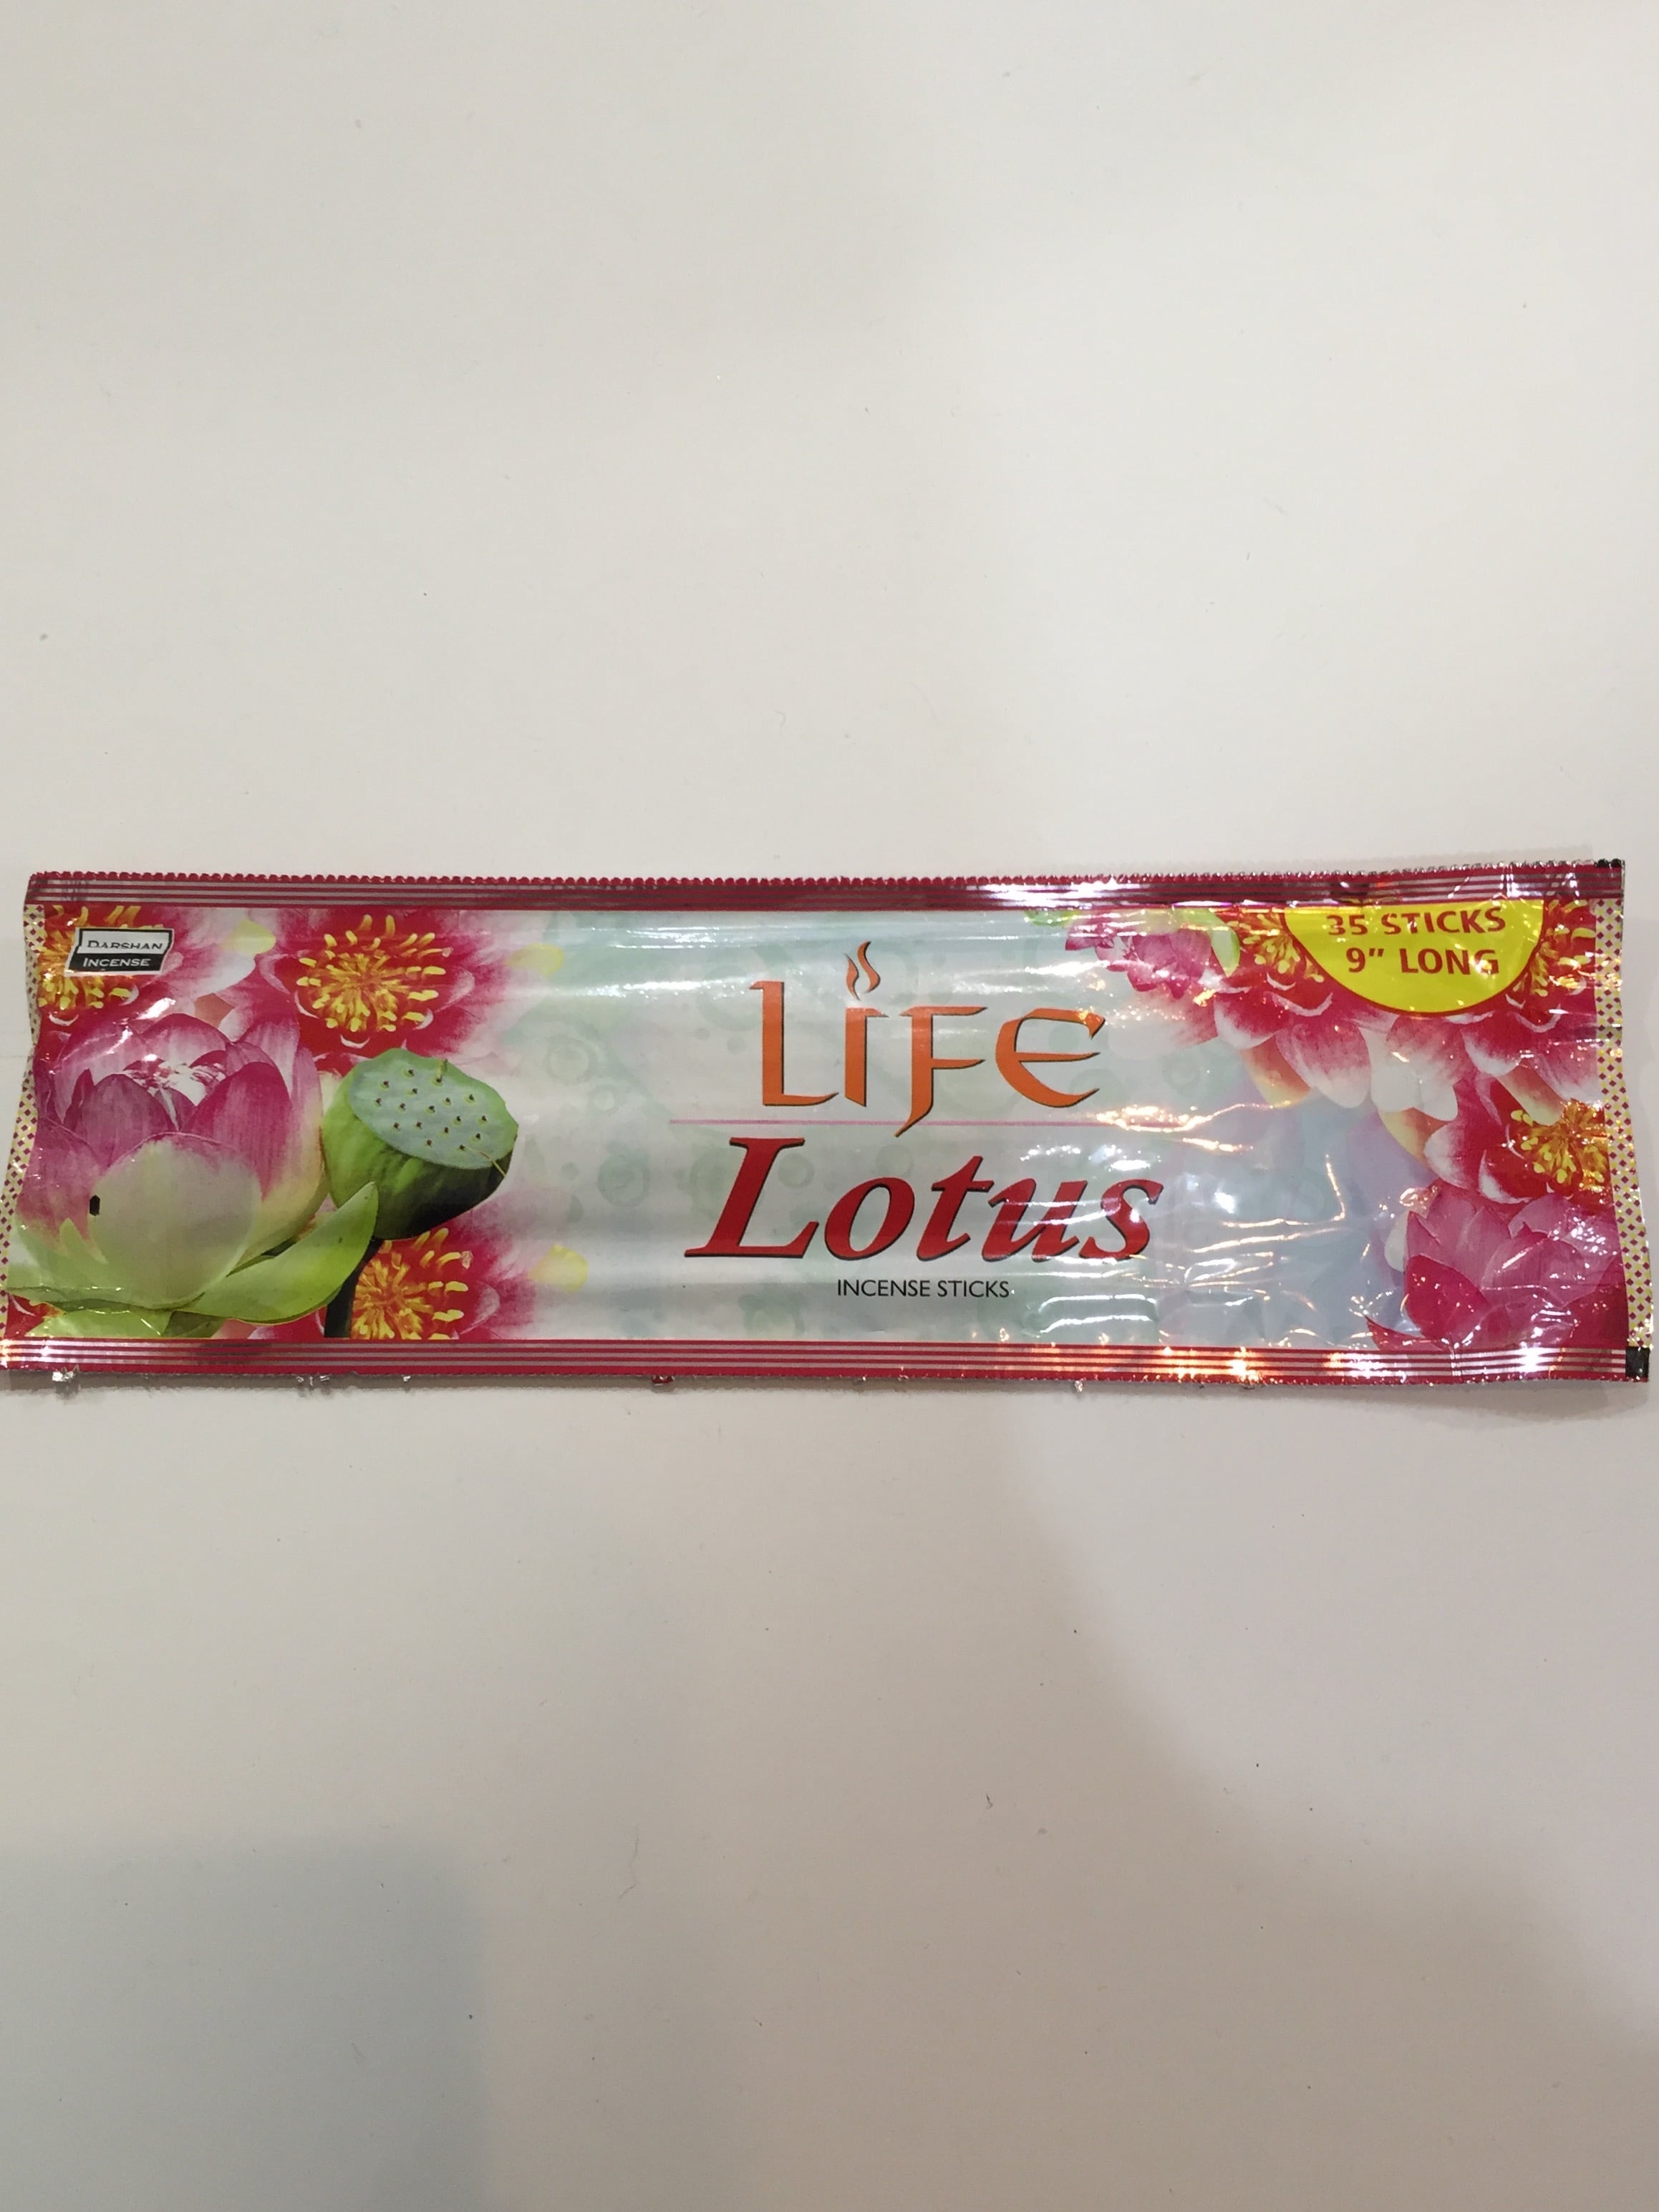 DARSHAN
INCENSE
35 STICKS
9" LONG
LIFE
Lotus
INCENSE STICKS